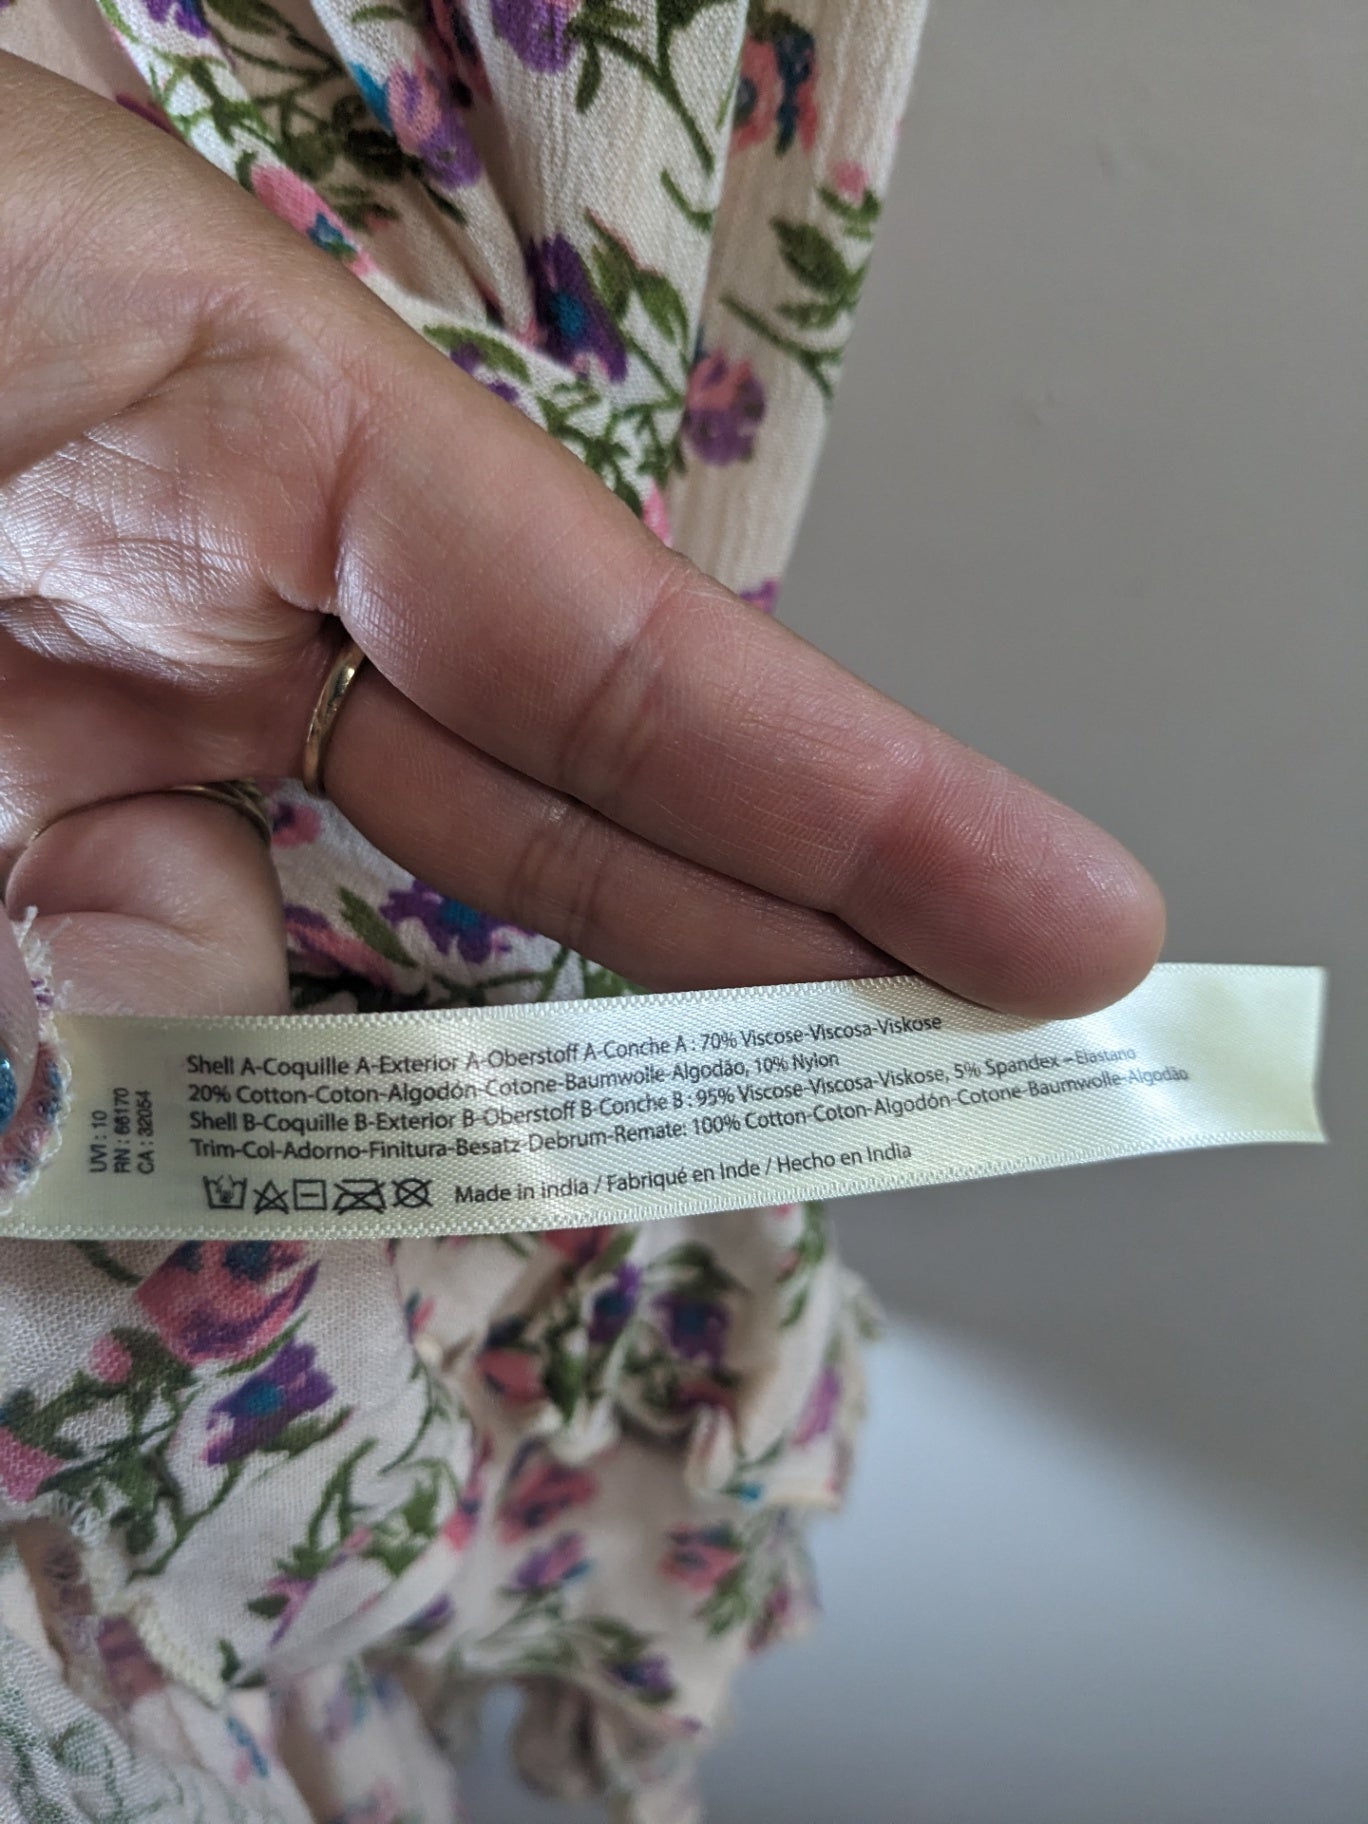 Shell A-Coquille A-Exterior A-Oberstoff A-Conche A : 70% Viscose-Viscosa-Viskose
20% Cotton-Coton-Algodón-Cotone-Baumwolle-Algodão, 10% Nylon
Shell B-Coquille B-Exterior B-Oberstoff B-Conche B : 95% Viscose-Viscosa-Viskose, 5% Spandex – Elastano
Trim-Col-Adorno-Finitura-Besatz-Debrum-Remate: 100% Cotton-Coton-Algodón-Cotone-Baumwolle-Algodão
Made in india / Fabriqué en Inde / Hecho en India
UVI : 10
RN : 66170
CA : 32054